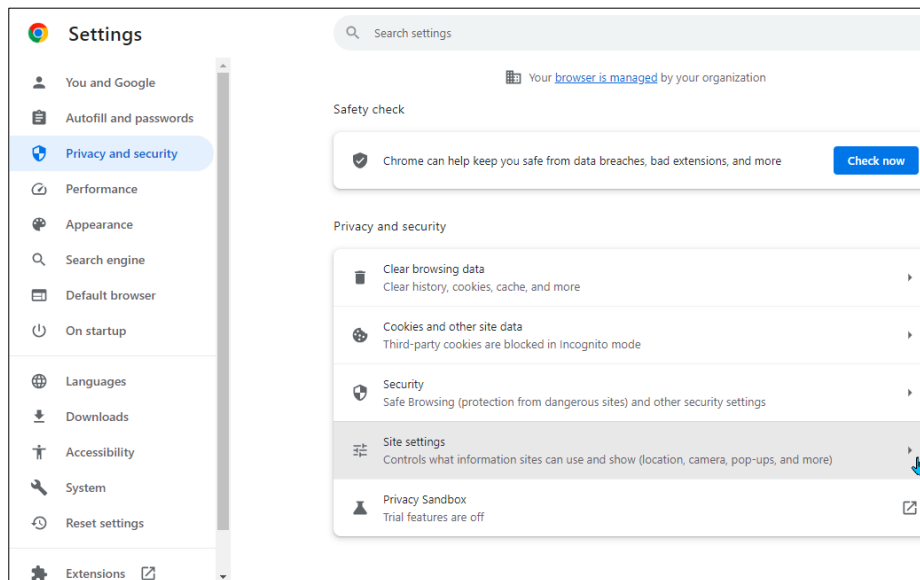 Settings
Search settings
You and Google
Autofill and passwords
Privacy and security
Performance
Appearance
Search engine
Default browser
On startup
Languages
Downloads
Accessibility
System
Reset settings
Extensions
Your browser is managed by your organization
Safety check
Chrome can help keep you safe from data breaches, bad extensions, and more
Check now
Privacy and security
Clear browsing data
Clear history, cookies, cache, and more
Cookies and other site data
Third-party cookies are blocked in Incognito mode
Security
Safe Browsing (protection from dangerous sites) and other security settings
Site settings
Controls what information sites can use and show (location, camera, pop-ups, and more)
Privacy Sandbox
Trial features are off